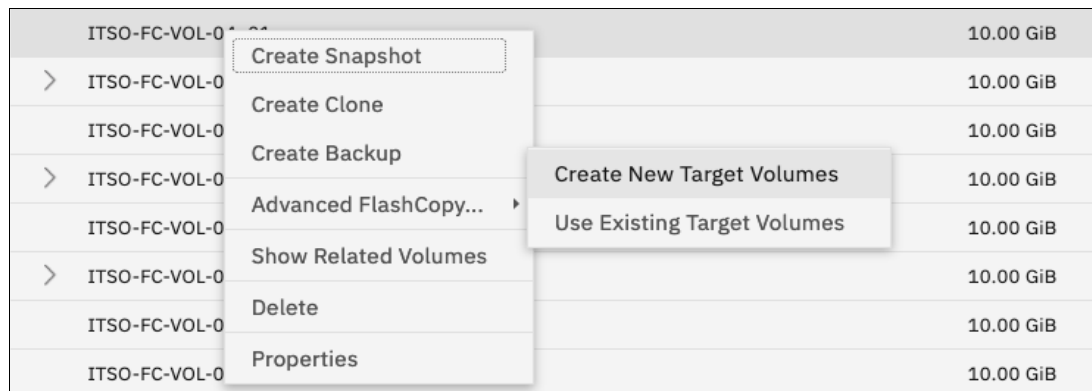 ITSO-FC-VOL-04-01 10.00 GiB
Create Snapshot
ITSO-FC-VOL-0 10.00 GiB
Create Clone
ITSO-FC-VOL-0 10.00 GiB
Create Backup
ITSO-FC-VOL-0 Create New Target Volumes 10.00 GiB
Advanced FlashCopy...
ITSO-FC-VOL-0 Use Existing Target Volumes 10.00 GiB
Show Related Volumes
ITSO-FC-VOL-0 10.00 GiB
Delete
ITSO-FC-VOL-0 10.00 GiB
Properties
ITSO-FC-VOL-0 10.00 GiB